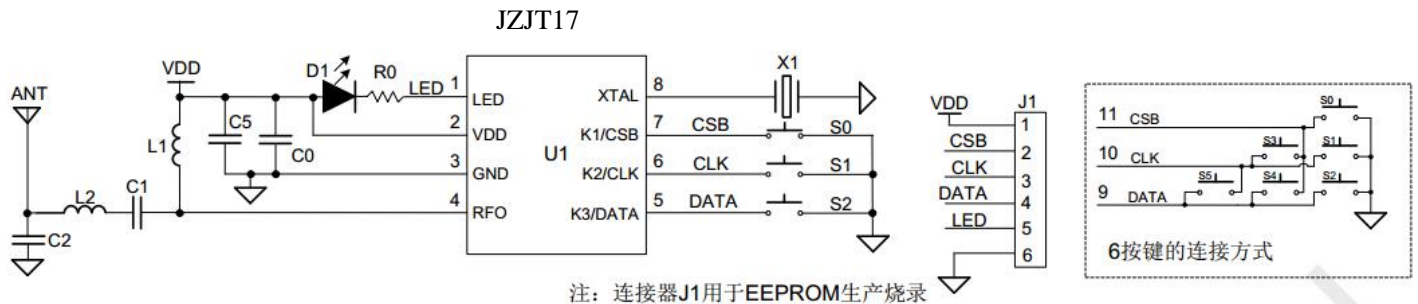 JZJT17
ANT
VDD
D1
R0
LED
1
LED
X1
8
XTAL
L1
C5
C0
2
VDD
7
K1/CSB
CSB
S0
U1
3
GND
6
K2/CLK
CLK
S1
L2
C1
4
RFO
5
K3/DATA
DATA
S2
C2
VDD
J1
1
CSB
2
CLK
3
DATA
4
LED
5
6
11
CSB
S0
10
CLK
S3
S1
9
DATA
S5
S4
S2
6按键的连接方式
注：连接器J1用于EEPROM生产烧录